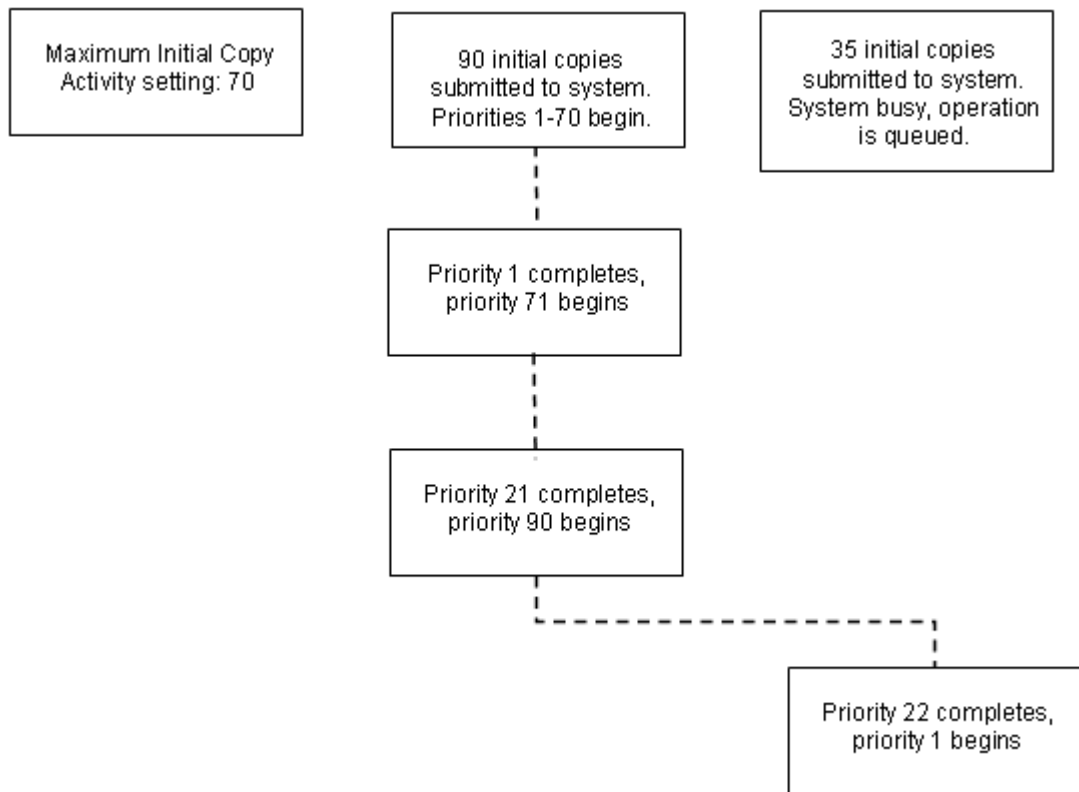 Maximum Initial Copy
Activity setting: 70
90 initial copies
submitted to system.
Priorities 1-70 begin.
35 initial copies
submitted to system.
System busy, operation
is queued.
Priority 1 completes,
priority 71 begins
Priority 21 completes,
priority 90 begins
Priority 22 completes,
priority 1 begins